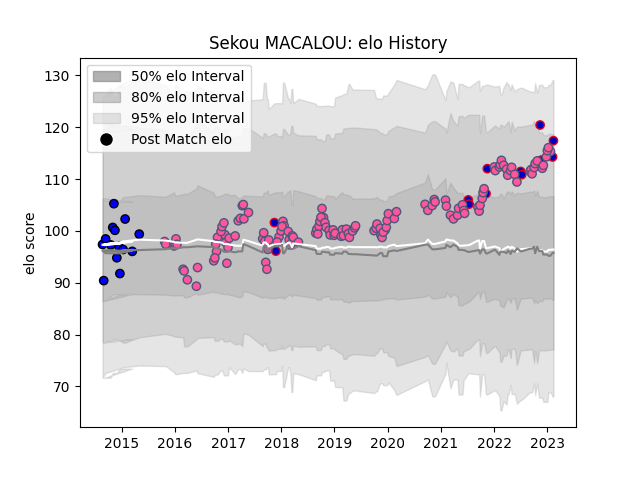 Sekou MACALOU: elo History
50% elo Interval
80% elo Interval
95% elo Interval
Post Match elo
elo score
130
120
110
100
90
80
70
2015 2016 2017 2018 2019 2020 2021 2022 2023